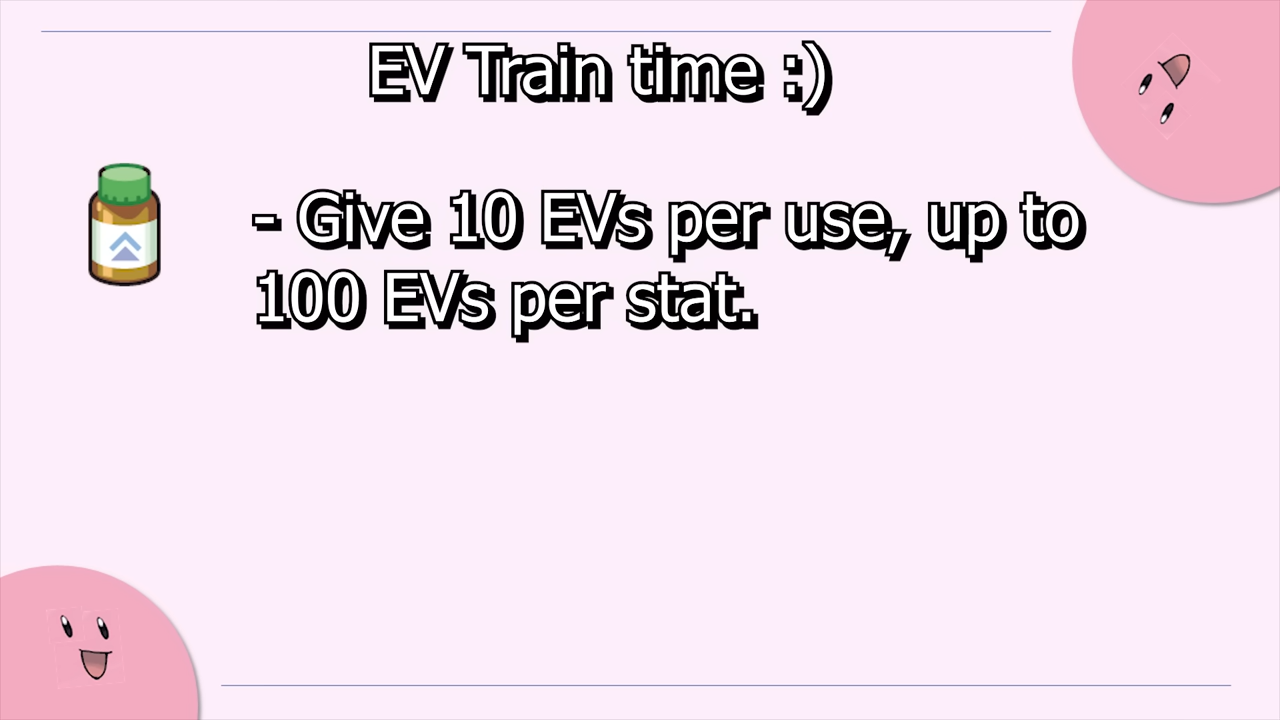 EV Train time :)
- Give 10 EVs per use, up to
100 EVs per stat.